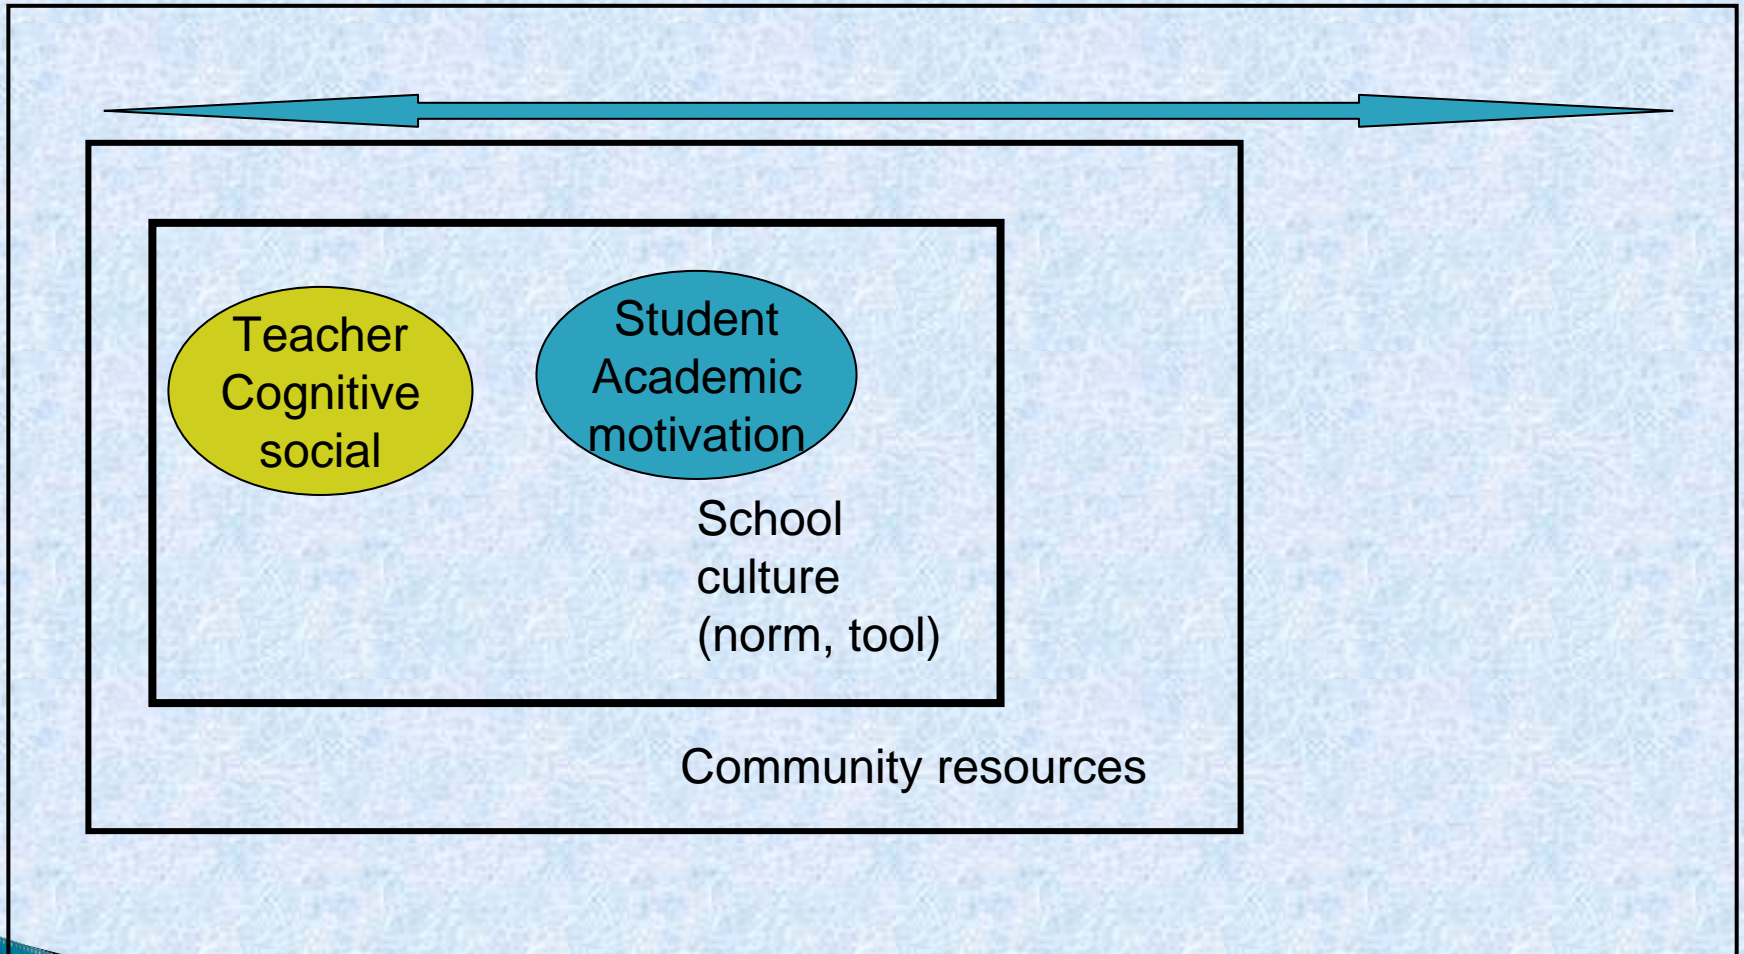 Teacher
Cognitive
social
Student
Academic
motivation
School
culture
(norm, tool)
Community resources